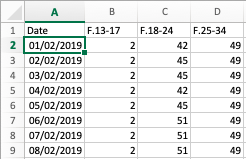 A B C D
1 Date F.13-17 F.18-24 F.25-34
2 01/02/2019 2 42 49
3 02/02/2019 2 45 49
4 03/02/2019 2 45 49
5 04/02/2019 2 42 49
6 05/02/2019 2 45 49
7 06/02/2019 2 51 49
8 07/02/2019 2 51 49
9 08/02/2019 2 51 49